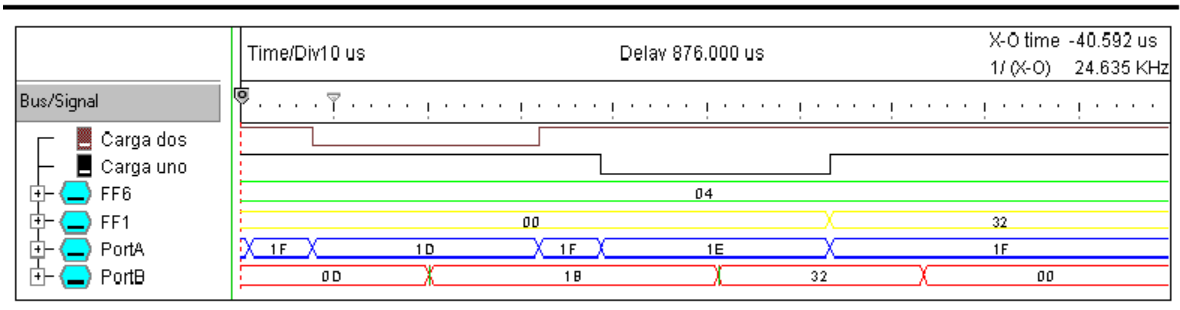 Time/Div10 us Delay 876.000 us X-O time -40.592 us
1/ (X-O) 24.635 KHz
Bus/Signal
Carga dos
Carga uno
FF6 04
FF1 00 32
PortA 1F 1D 1F 1E 1F
PortB 0D 1B 32 00